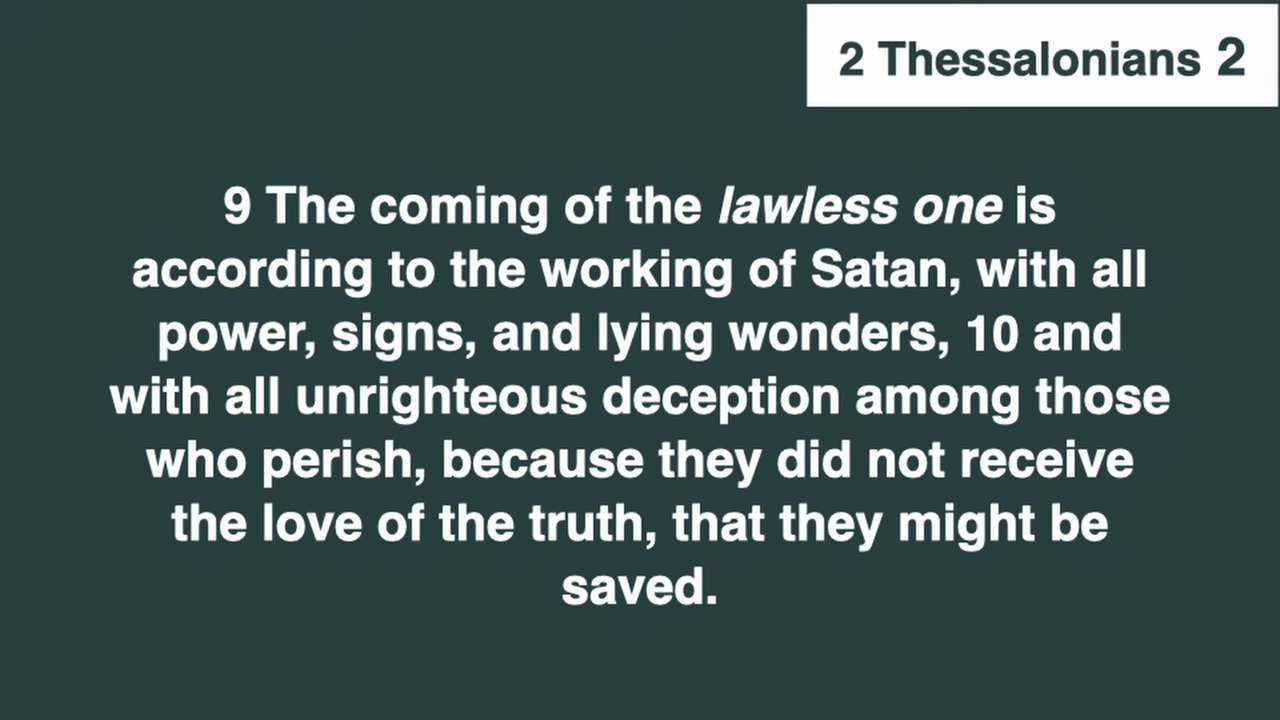 2 Thessalonians 2
9 The coming of the lawless one is
according to the working of Satan, with all
power, signs, and lying wonders, 10 and
with all unrighteous deception among those
who perish, because they did not receive
the love of the truth, that they might be
saved.